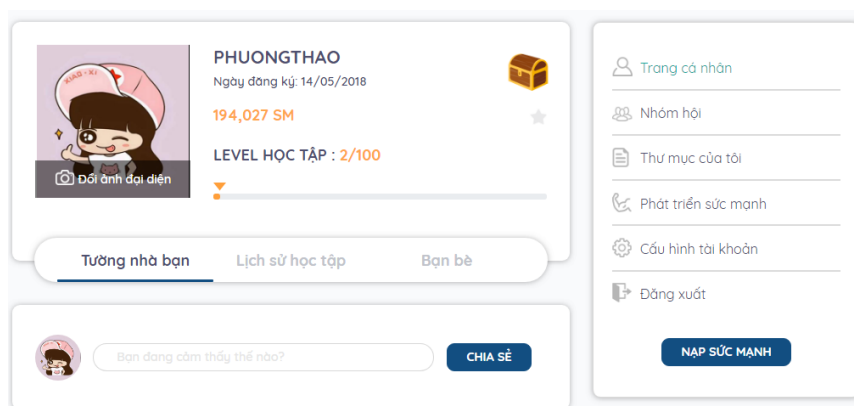 XIAO-XI
PHUONGTHAO
Ngày đăng ký: 14/05/2018
194,027 SM
LEVEL HỌC TẬP : 2/100
Đổi ảnh đại diện
Tường nhà bạn
Lịch sử học tập
Bạn bè
Bạn đang cảm thấy thế nào?
CHIA SẺ
Trang cá nhân
Nhóm hội
Thư mục của tôi
Phát triển sức mạnh
Cấu hình tài khoản
Đăng xuất
NẠP SỨC MẠNH